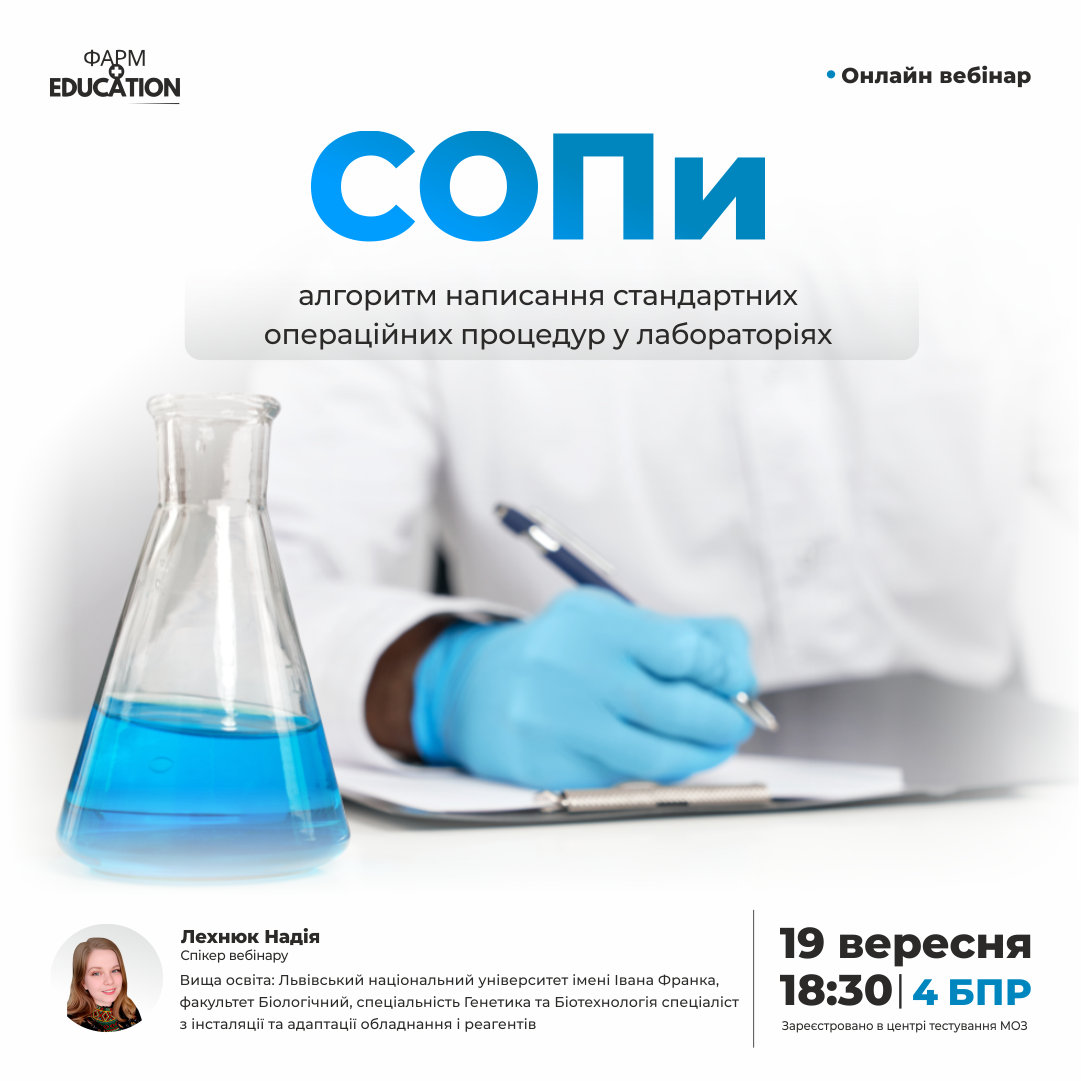 ФАРМ
EDUCATION
Онлайн вебінар
СОПи
алгоритм написання стандартних
операційних процедур у лабораторіях
Лехнюк Надія
Спікер вебінару
Вища освіта: Львівський національний університет імені Івана Франка,
факультет Біологічний, спеціальність Генетика та Біотехнологія спеціаліст
з інсталяції та адаптації обладнання і реагентів
19 вересня
18:30 | 4 БПР
Зареєстровано в центрі тестування МОЗ